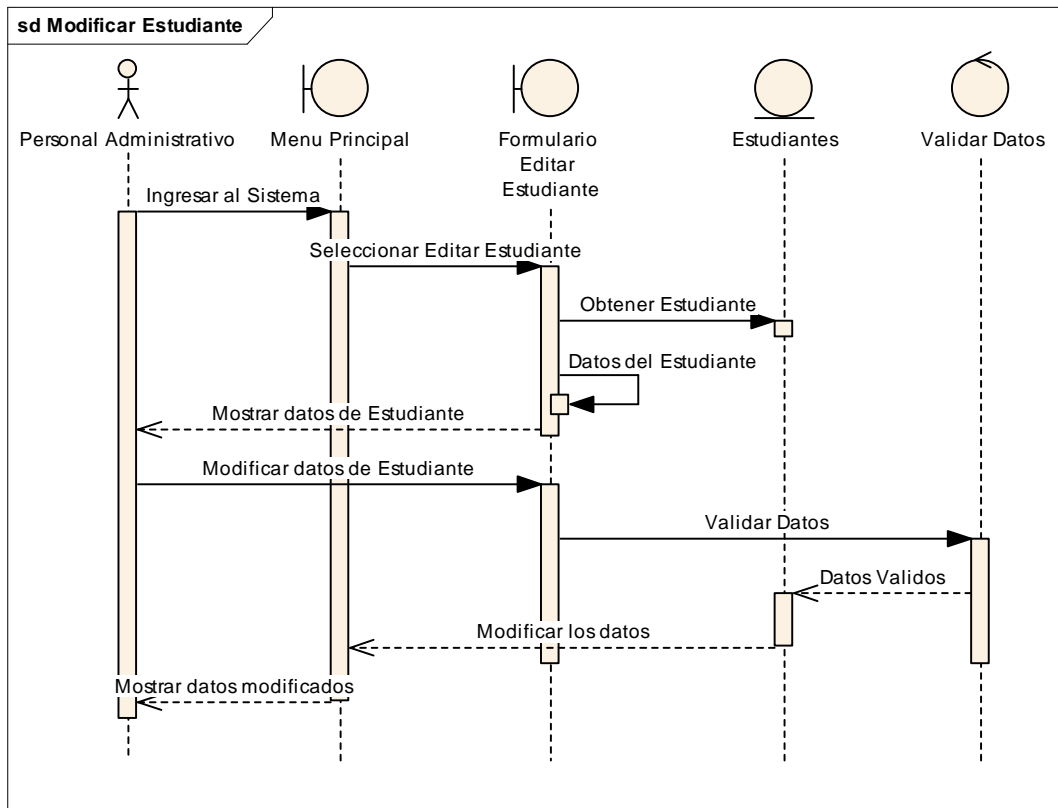 sd Modificar Estudiante
Personal Administrativo
Menu Principal
Formulario
Editar
Estudiante
Estudiantes
Validar Datos
Ingresar al Sistema
Seleccionar Editar Estudiante
Obtener Estudiante
Datos del Estudiante
Mostrar datos de Estudiante
Modificar datos de Estudiante
Validar Datos
Datos Validos
Modificar los datos
Mostrar datos modificados